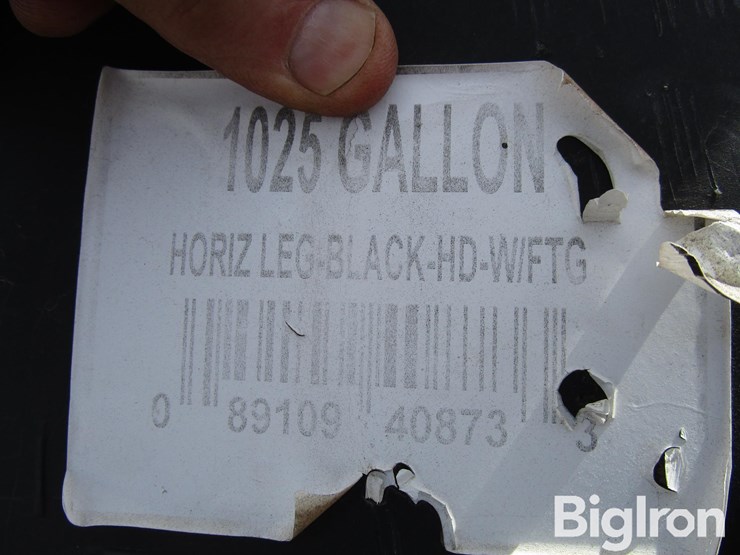 1025 GALLON
HORIZ LEG-BLACK-HD-W/FTG
0 89109 40873 3
BigIron